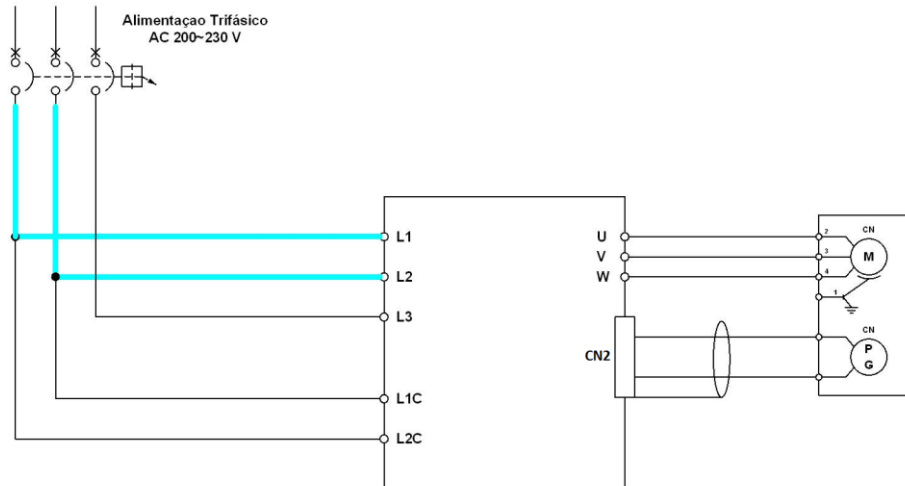 Alimentaçao Trifásico
AC 200~230 V
L1
L2
L3
L1C
L2C
U
V
W
CN2
CN
2
3
M
4
1
CN
P
G